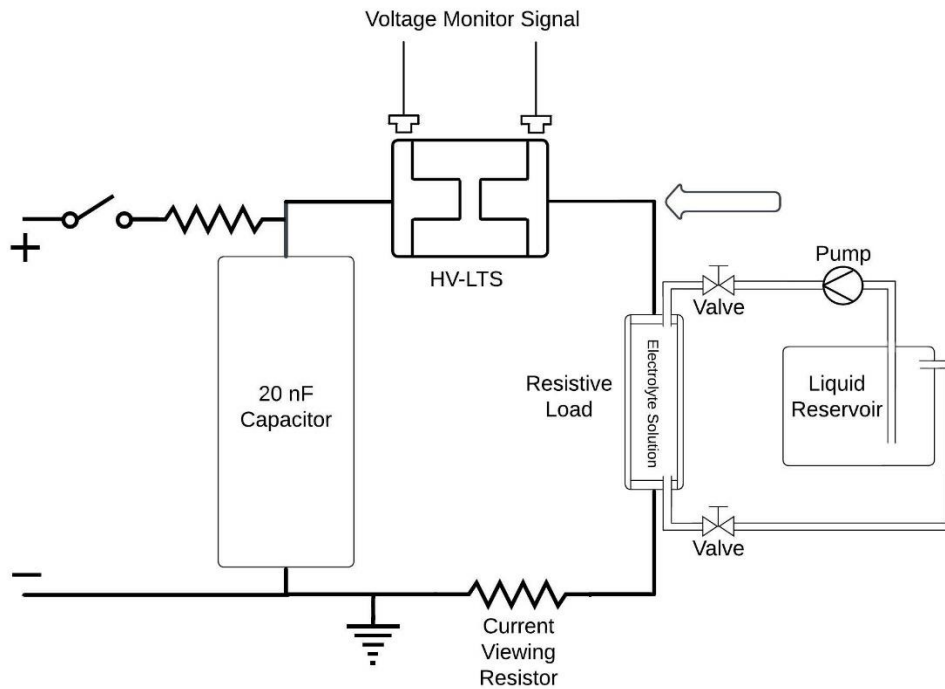 Voltage Monitor Signal
HV-LTS
+
Pump
Valve
20 nF
Capacitor
Resistive
Load
Electrolyte Solution
Liquid
Reservoir
Valve
−
Current
Viewing
Resistor